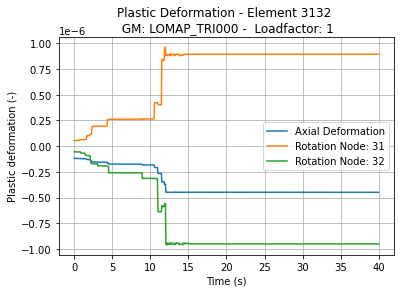 Plastic Deformation - Element 3132
GM: LOMAP_TRI000 - Loadfactor: 1
1e−6
1.00
0.75
0.50
0.25
0.00
−0.25
−0.50
−0.75
−1.00
Plastic deformation (-)
Axial Deformation
Rotation Node: 31
Rotation Node: 32
0 5 10 15 20 25 30 35 40
Time (s)